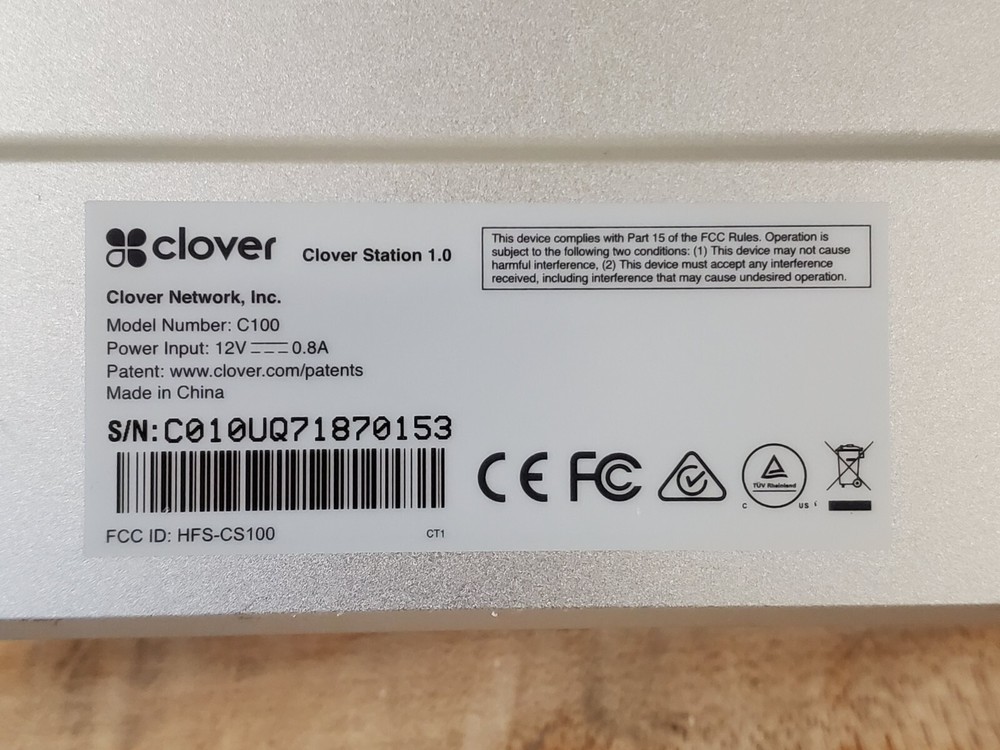 clover
Clover Station 1.0
This device complies with Part 15 of the FCC Rules. Operation is
subject to the following two conditions: (1) This device may not cause
harmful interference, (2) This device must accept any interference
received, including interference that may cause undesired operation.
Clover Network, Inc.
Model Number: C100
Power Input: 12V⎓0.8A
Patent: www.clover.com/patents
Made in China
S/N:C010UQ71870153
CE FC
TÜV Rheinland
C US
FCC ID: HFS-CS100
CT1